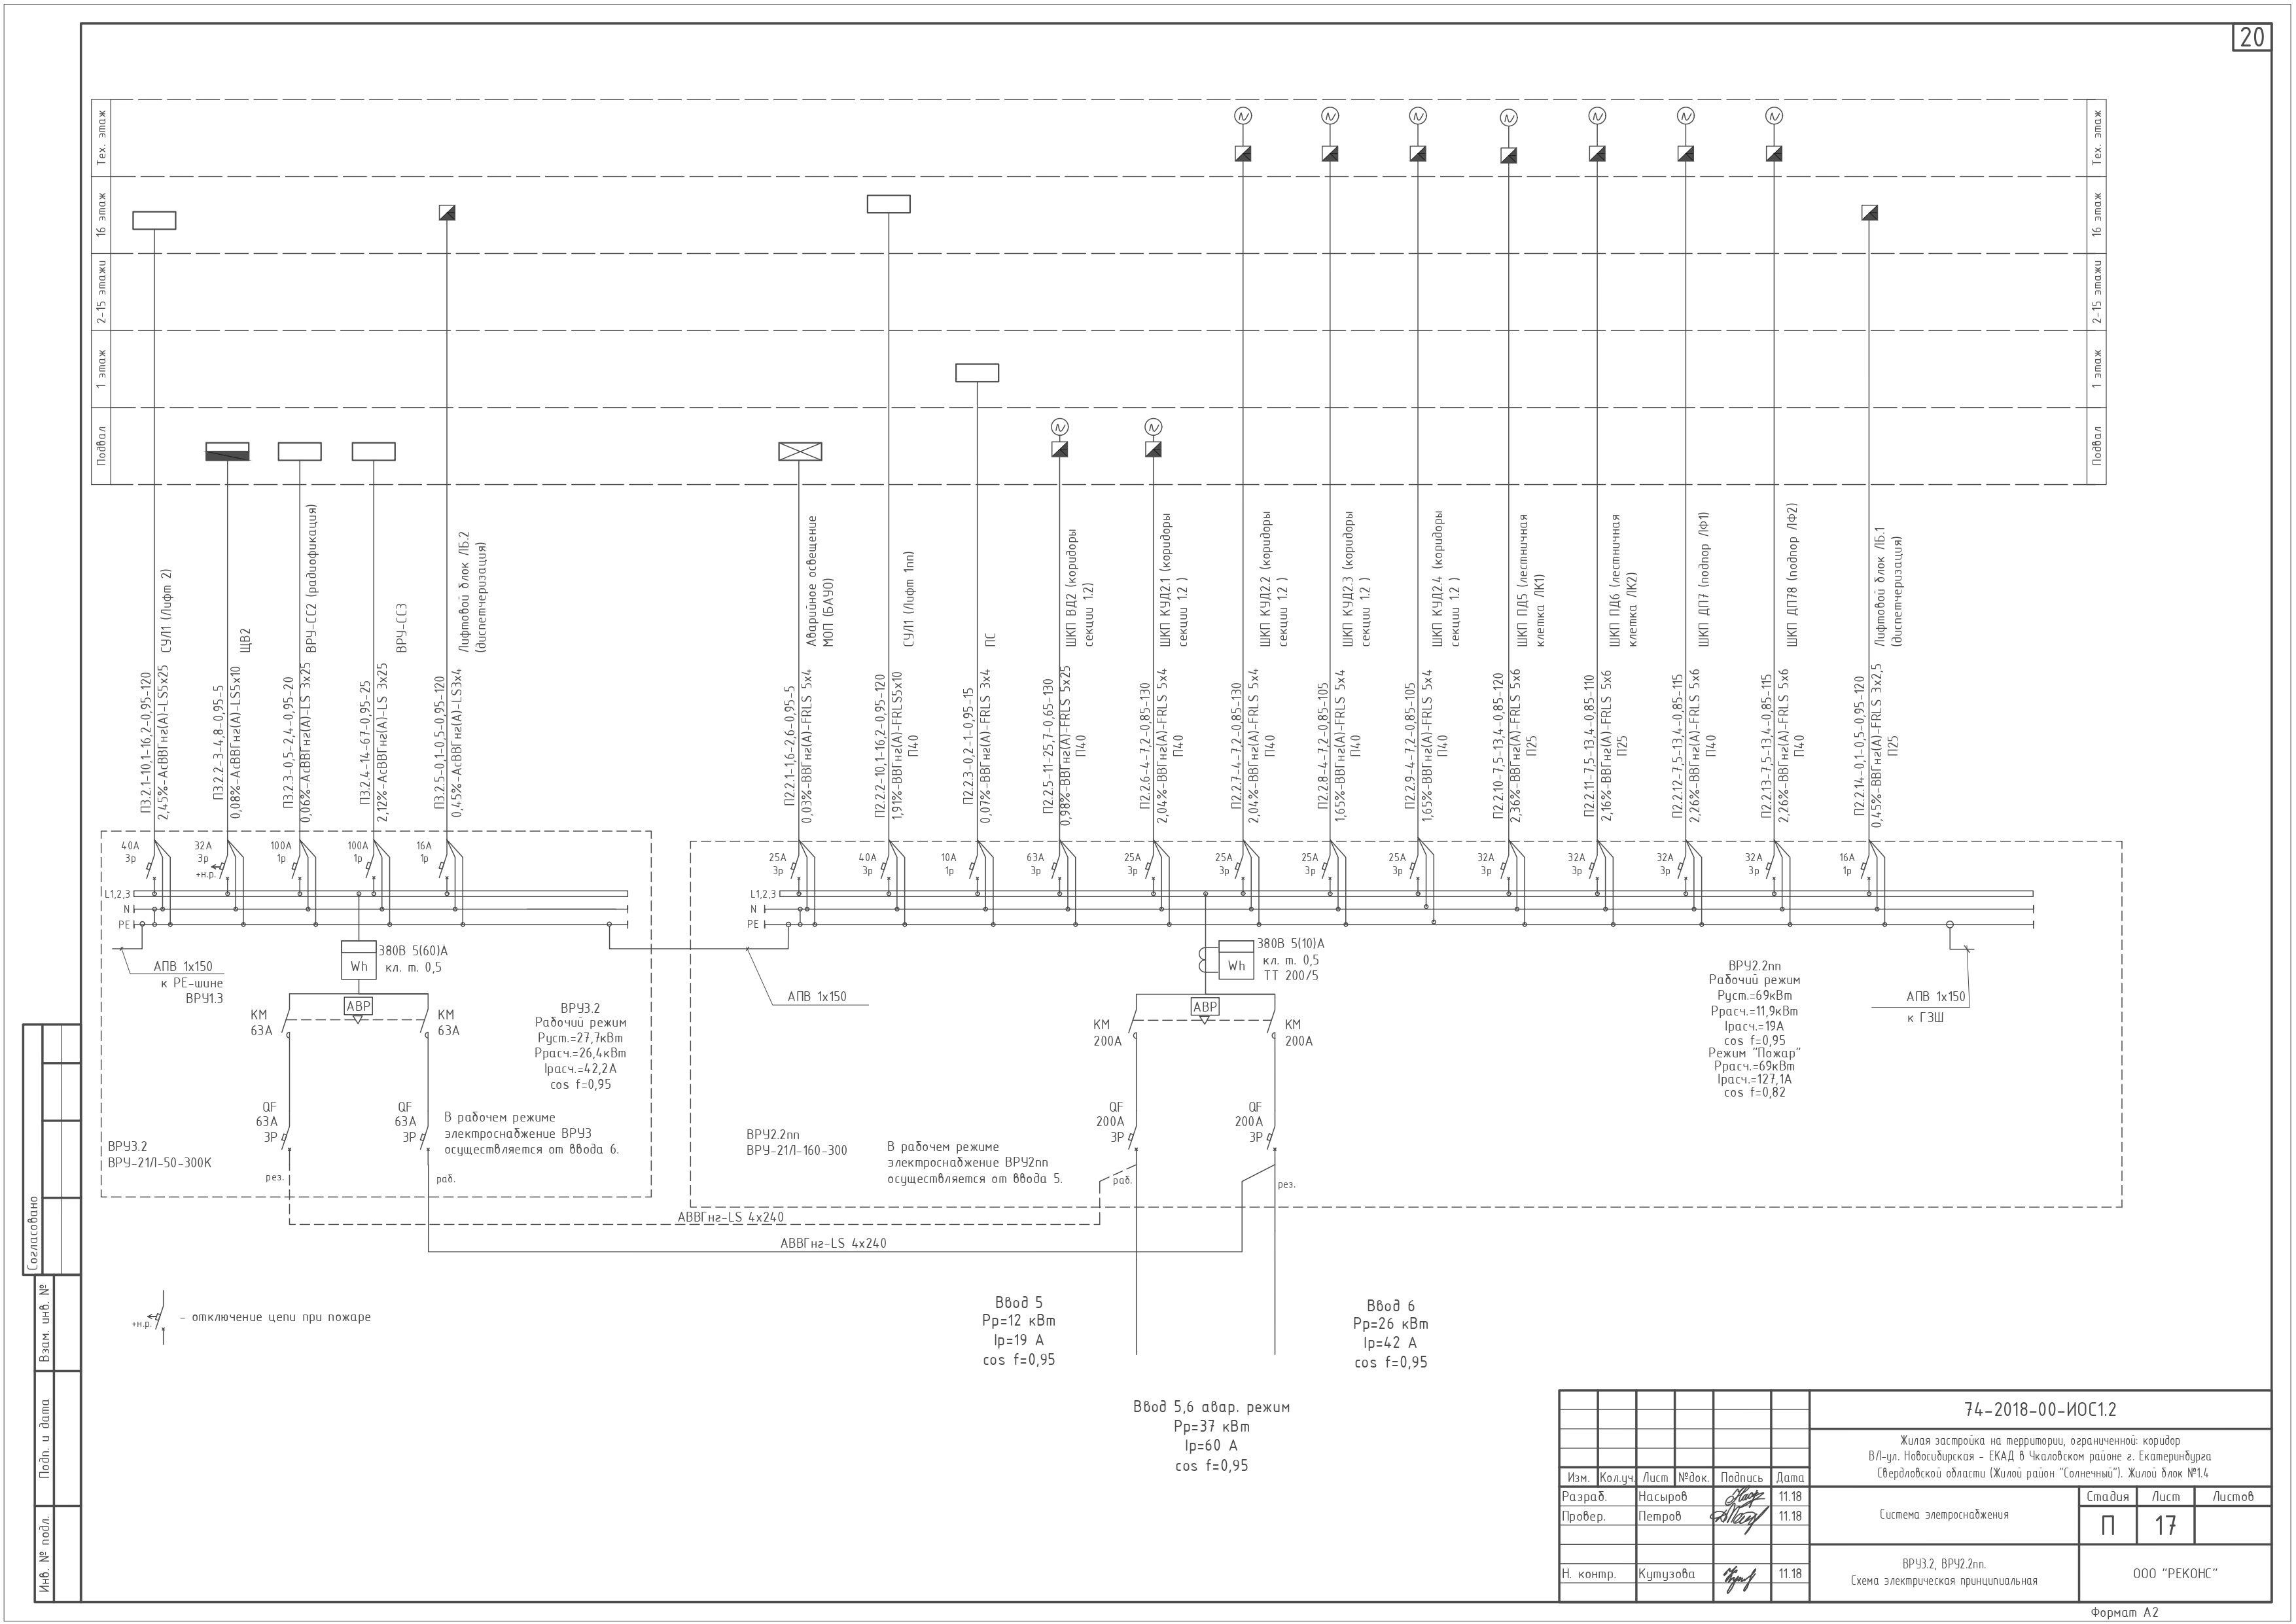 20
Тех. этаж
16 этаж
2-15 этажи
1 этаж
Подвал
Тех. этаж
16 этаж
2-15 этажи
1 этаж
Подвал
П3.2.1-10,1-16,2-0,95-120
2,45%-АсВВГнг(А)-LS5х25
СУЛ1 (Лифт 2)
П3.2.2-3-4,8-0,95-5
0,08%-АсВВГнг(А)-LS5х10
ЩВ2
П3.2.3-0,5-2,4-0,95-20
0,06%-АсВВГнг(А)-LS 3х25
ВРУ-СС2 (радиофикация)
П3.2.4-14-67-0,95-25
2,12%-АсВВГнг(А)-LS 3х25
ВРУ-СС3
П3.2.5-0,1-0,5-0,95-120
0,45%-АсВВГнг(А)-LS3х4
Лифтовой блок ЛБ.2
(диспетчеризация)
П2.2.1-1,6-2,6-0,95-5
0,03%-ВВГнг(А)-FRLS 5х4
Аварийное освещение
МОП (БАУО)
П2.2.2-10,1-16,2-0,95-120
1,91%-ВВГнг(А)-FRLS5х10
П40
СУЛ1 (Лифт 1пп)
П2.2.3-0,2-1-0,95-15
0,07%-ВВГнг(А)-FRLS 3х4
ПС
П2.2.5-11-25,7-0,65-130
0,98%-ВВГнг(А)-FRLS 5х25
П40
ШКП ВД2 (коридоры
секции 1.2)
П2.2.6-4-7,2-0,85-130
2,04%-ВВГнг(А)-FRLS 5х4
П40
ШКП КУД2.1 (коридоры
секции 1.2 )
П2.2.7-4-7,2-0,85-130
2,04%-ВВГнг(А)-FRLS 5х4
П40
ШКП КУД2.2 (коридоры
секции 1.2 )
П2.2.8-4-7,2-0,85-105
1,65%-ВВГнг(А)-FRLS 5х4
П40
ШКП КУД2.3 (коридоры
секции 1.2 )
П2.2.9-4-7,2-0,85-105
1,65%-ВВГнг(А)-FRLS 5х4
П40
ШКП КУД2.4 (коридоры
секции 1.2 )
П2.2.10-7,5-13,4-0,85-120
2,36%-ВВГнг(А)-FRLS 5х6
П25
ШКП ПД5 (лестничная
клетка ЛК1)
П2.2.11-7,5-13,4-0,85-110
2,16%-ВВГнг(А)-FRLS 5х6
П25
ШКП ПД6 (лестничная
клетка ЛК2)
П2.2.12-7,5-13,4-0,85-115
2,26%-ВВГнг(А)-FRLS 5х6
П40
ШКП ДП7 (подпор ЛФ1)
П2.2.13-7,5-13,4-0,85-115
2,26%-ВВГнг(А)-FRLS 5х6
П40
ШКП ДП78 (подпор ЛФ2)
П2.2.14-0,1-0,5-0,95-120
0,45%-ВВГнг(А)-FRLS 3х2,5
П25
Лифтовой блок ЛБ.1
(диспетчеризация)
40А
3р
32А
3р
+н.р.
100А
1р
100А
1р
16А
1р
25А
3р
40А
3р
10А
1р
63А
3р
25А
3р
25А
3р
25А
3р
25А
3р
32А
3р
32А
3р
32А
3р
32А
3р
16А
1р
L1,2,3
N
PE
L1,2,3
N
PE
АПВ 1х150
к РЕ-шине
ВРУ1.3
Wh
380В 5(60)А
кл. т. 0,5
АВР
КМ
63А
КМ
63А
ВРУ3.2
Рабочий режим
Руст.=27,7кВт
Ррасч.=26,4кВт
Iрасч.=42,2А
cos f=0,95
QF
63А
3Р
QF
63А
3Р
В рабочем режиме
электроснабжение ВРУ3
осуществляется от ввода 6.
ВРУ3.2
ВРУ-21Л-50-300К
рез.
раб.
АПВ 1х150
Wh
380В 5(10)А
кл. т. 0,5
ТТ 200/5
АВР
КМ
200А
КМ
200А
QF
200А
3Р
QF
200А
3Р
ВРУ2.2пп
ВРУ-21Л-160-300
В рабочем режиме
электроснабжение ВРУ2пп
осуществляется от ввода 5.
раб.
рез.
ВРУ2.2пп
Рабочий режим
Руст.=69кВт
Ррасч.=11,9кВт
Iрасч.=19А
cos f=0,95
Режим "Пожар"
Ррасч.=69кВт
Iрасч.=127,1А
cos f=0,82
АПВ 1х150
к ГЗШ
АВВГнг-LS 4х240
АВВГнг-LS 4х240
+н.р.
- отключение цепи при пожаре
Ввод 5
Рр=12 кВт
Iр=19 А
cos f=0,95
Ввод 6
Рр=26 кВт
Iр=42 А
cos f=0,95
Ввод 5,6 авар. режим
Рр=37 кВт
Iр=60 А
cos f=0,95
Согласовано
Взам. инв. №
Подп. и дата
Инв. № подл.
74-2018-00-ИОС1.2
Жилая застройка на территории, ограниченной: коридор
ВЛ-ул. Новосибирская - ЕКАД в Чкаловском районе г. Екатеринбурга
Свердловской области (Жилой район "Солнечный"). Жилой блок №1.4
Изм. Кол.уч. Лист №док. Подпись Дата
Разраб. Насыров 11.18
Провер. Петров 11.18
Н. контр. Кутузова 11.18
Система элетроснабжения
Стадия Лист Листов
П 17
ВРУ3.2, ВРУ2.2пп.
Схема электрическая принципиальная
ООО "РЕКОНС"
Формат А2